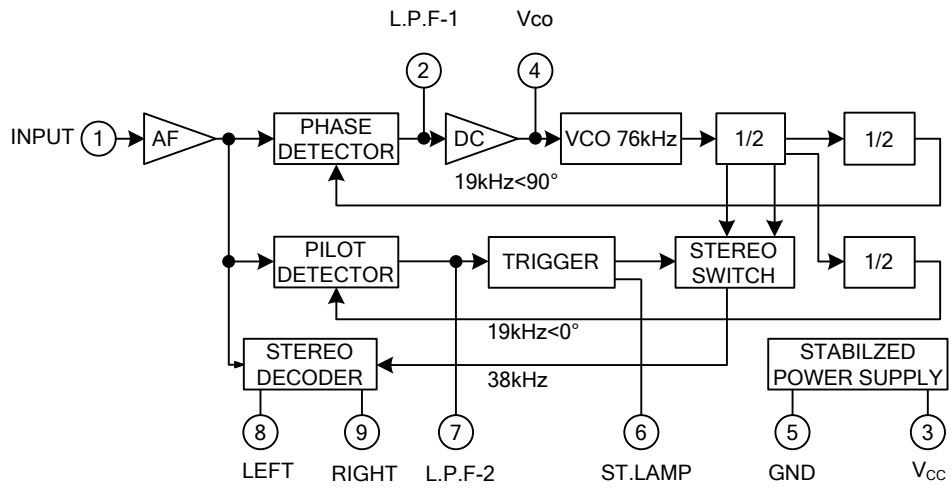 L.P.F-1
Vco
2
4
INPUT
1
AF
PHASE
DETECTOR
DC
VCO 76kHz
1/2
1/2
19kHz<90°
PILOT
DETECTOR
TRIGGER
STEREO
SWITCH
1/2
19kHz<0°
STEREO
DECODER
38kHz
STABILZED
POWER SUPPLY
8
9
7
6
5
3
LEFT
RIGHT
L.P.F-2
ST.LAMP
GND
VCC